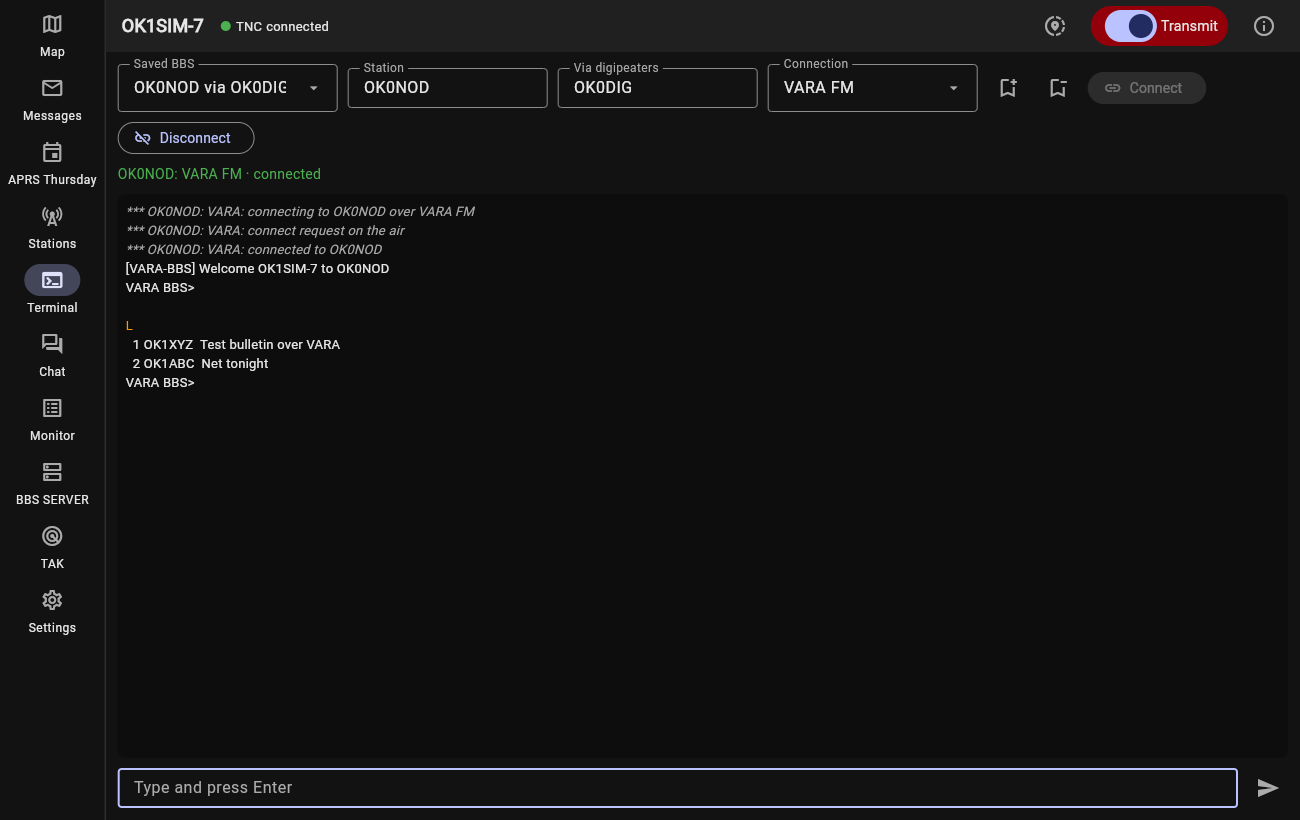 OK1SIM-7
TNC connected
Transmit
Map
Messages
APRS Thursday
Stations
Terminal
Chat
Monitor
BBS SERVER
TAK
Settings
Saved BBS
OK0NOD via OK0DIG
Station
OK0NOD
Via digipeaters
OK0DIG
Connection
VARA FM
Connect
Disconnect
OK0NOD: VARA FM · connected
*** OK0NOD: VARA: connecting to OK0NOD over VARA FM
*** OK0NOD: VARA: connect request on the air
*** OK0NOD: VARA: connected to OK0NOD
[VARA-BBS] Welcome OK1SIM-7 to OK0NOD
VARA BBS>
L
1 OK1XYZ  Test bulletin over VARA
2 OK1ABC  Net tonight
VARA BBS>
Type and press Enter